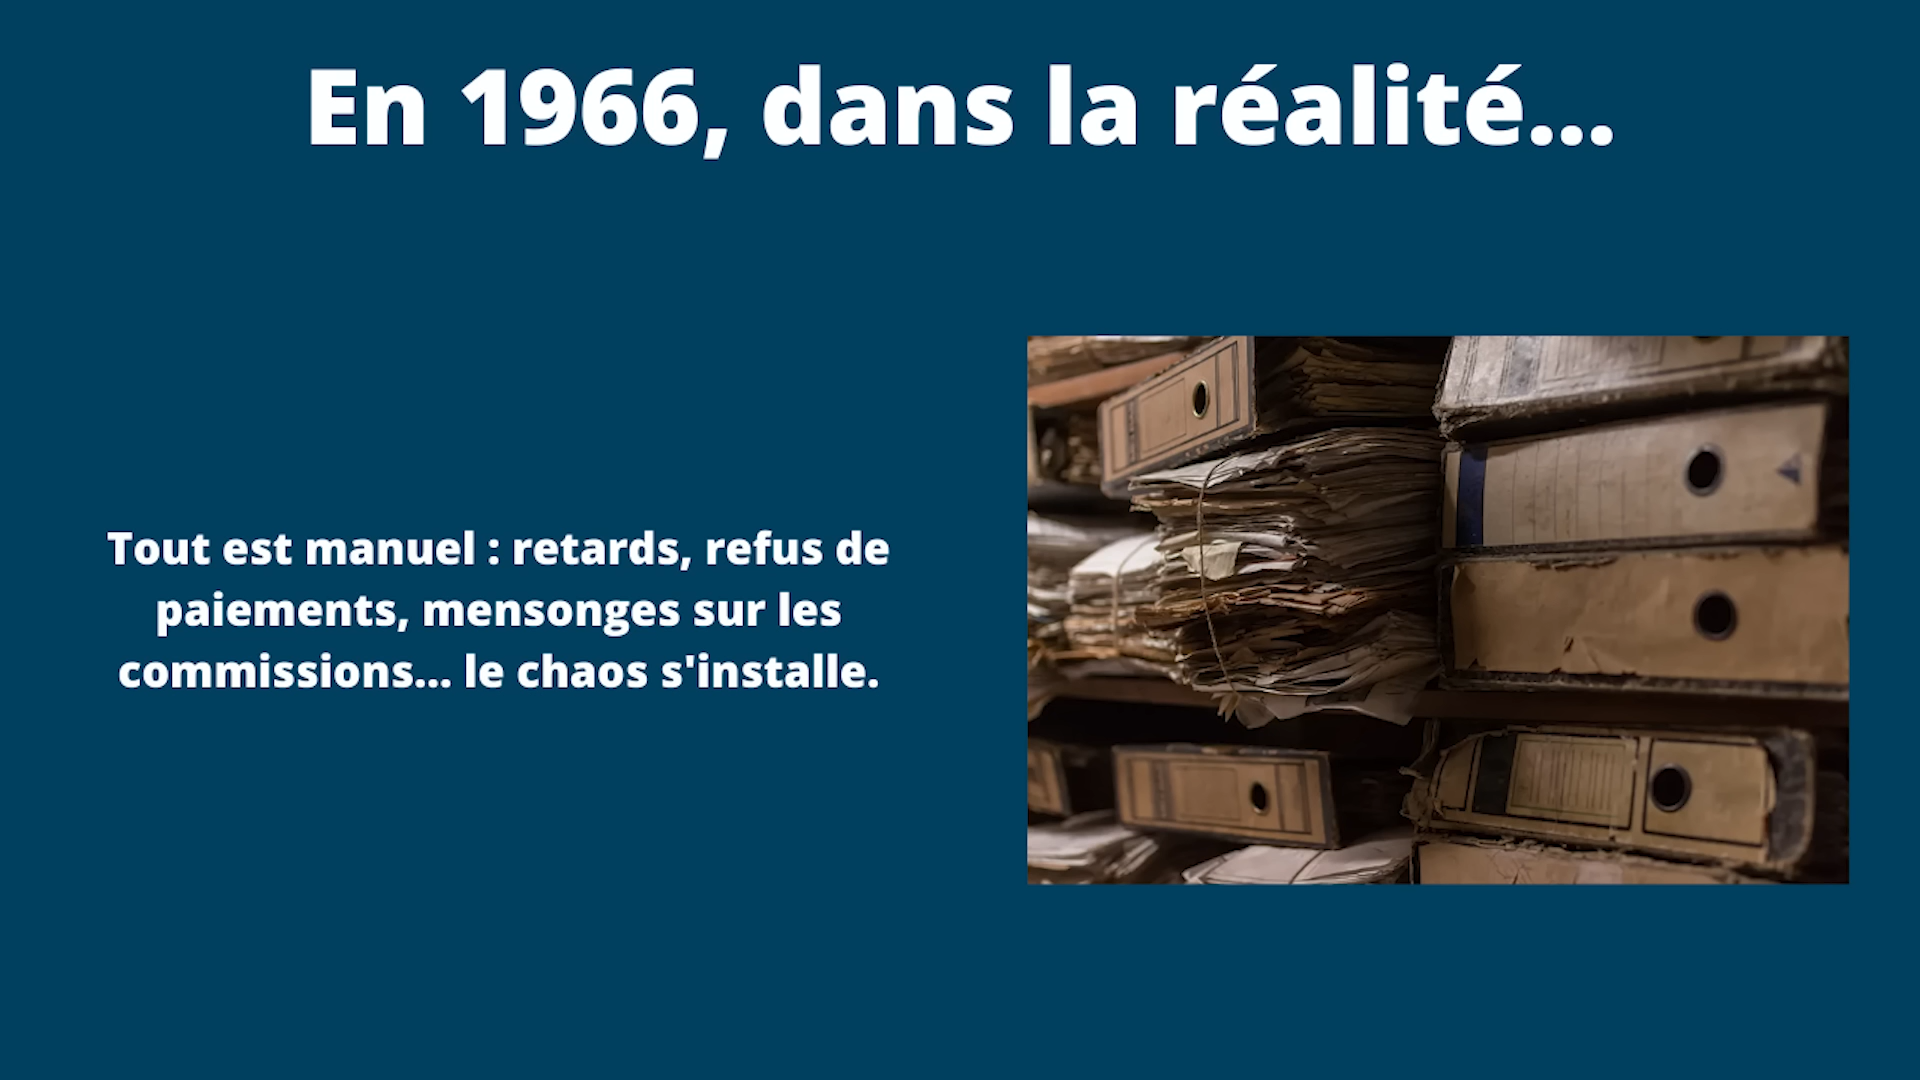 En 1966, dans la réalité...
Tout est manuel : retards, refus de
paiements, mensonges sur les
commissions... le chaos s'installe.